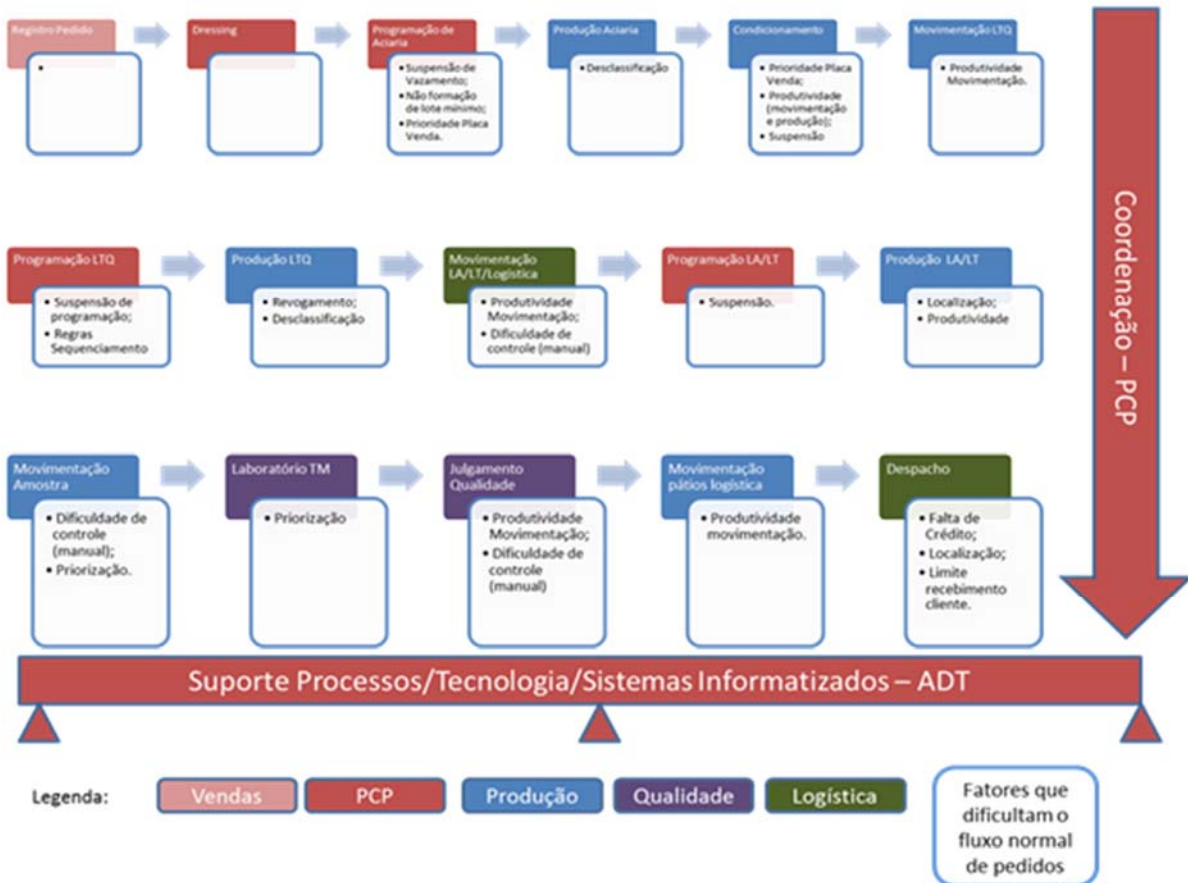 Registro Pedido
•
Dressing
Programação de
Aciaria
• Suspensão de
Vazamento;
• Não formação
de lote mínimo;
• Prioridade Placa
Venda.
Produção Aciaria
• Desclassificação
Condicionamento
• Prioridade Placa
Venda;
• Produtividade
(movimentação
e produção);
• Suspensão
Movimentação LTQ
• Produtividade
Movimentação.
Programação LTQ
• Suspensão de
programação;
• Regras
Sequenciamento
Produção LTQ
• Revogamento;
• Desclassificação
Movimentação
LA/LT/Logística
• Produtividade
Movimentação;
• Dificuldade de
controle (manual)
Programação LA/LT
• Suspensão.
Produção LA/LT
• Localização;
• Produtividade
Movimentação
Amostra
• Dificuldade de
controle
(manual);
• Priorização.
Laboratório TM
• Priorização
Julgamento
Qualidade
• Produtividade
Movimentação;
• Dificuldade de
controle
(manual)
Movimentação
pátios logística
• Produtividade
movimentação.
Despacho
• Falta de
Crédito;
• Localização;
• Limite
recebimento
cliente.
Coordenação – PCP
Suporte Processos/Tecnologia/Sistemas Informatizados – ADT
Legenda:
Vendas
PCP
Produção
Qualidade
Logística
Fatores que
dificultam o
fluxo normal
de pedidos